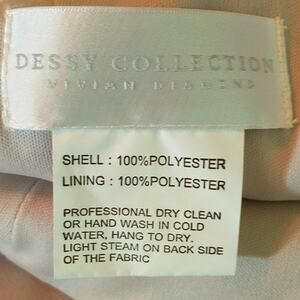 DESSY COLLECTION
VIVIAN DIAMOND
SHELL : 100%POLYESTER
LINING : 100%POLYESTER
PROFESSIONAL DRY CLEAN
OR HAND WASH IN COLD
WATER, HANG TO DRY.
LIGHT STEAM ON BACK SIDE
OF THE FABRIC